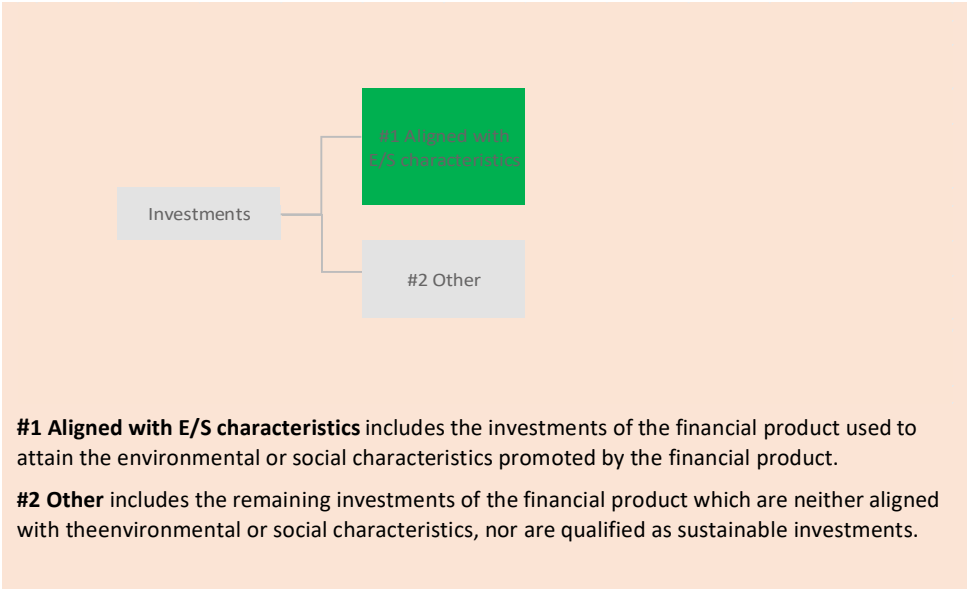 #1 Aligned with
E/S characteristics
Investments
#2 Other
#1 Aligned with E/S characteristics includes the investments of the financial product used to
attain the environmental or social characteristics promoted by the financial product.
#2 Other includes the remaining investments of the financial product which are neither aligned
with theenvironmental or social characteristics, nor are qualified as sustainable investments.